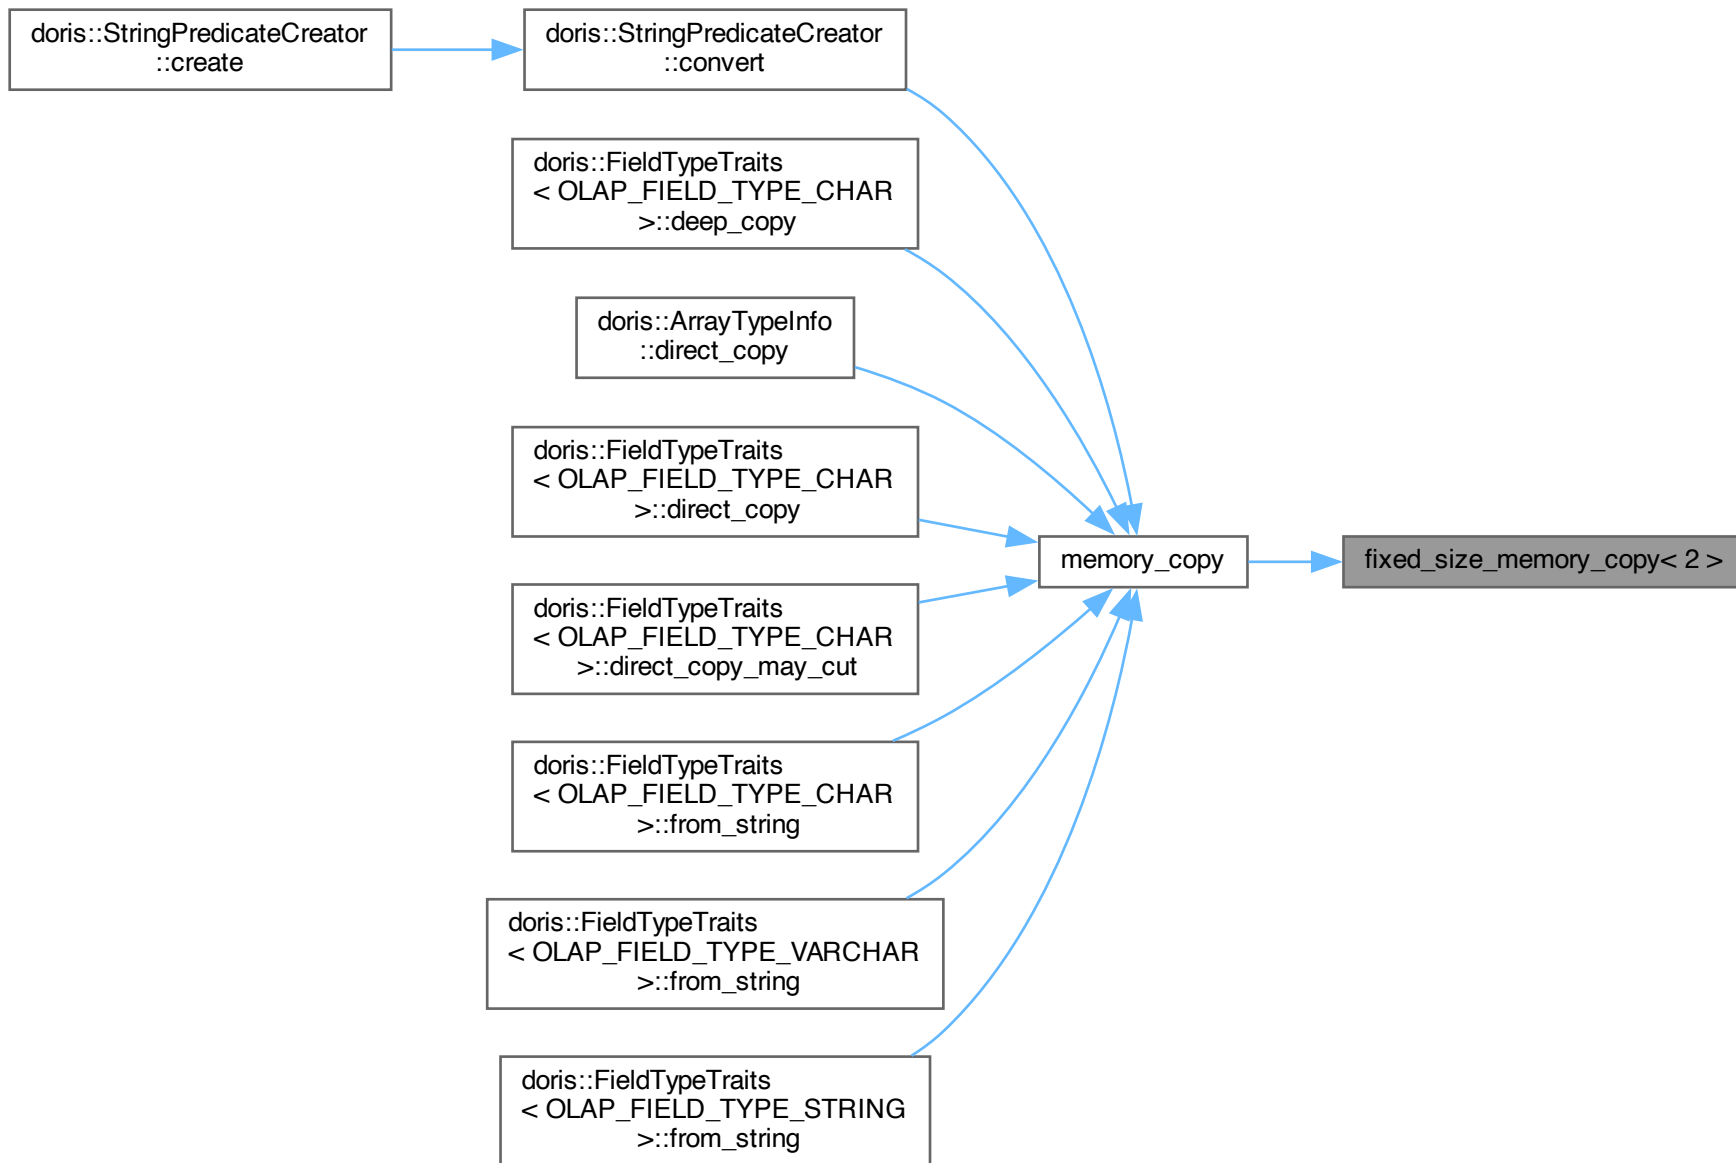 doris::StringPredicateCreator
::create
doris::StringPredicateCreator
::convert
doris::FieldTypeTraits
< OLAP_FIELD_TYPE_CHAR
>::deep_copy
doris::ArrayTypeInfo
::direct_copy
doris::FieldTypeTraits
< OLAP_FIELD_TYPE_CHAR
>::direct_copy
doris::FieldTypeTraits
< OLAP_FIELD_TYPE_CHAR
>::direct_copy_may_cut
doris::FieldTypeTraits
< OLAP_FIELD_TYPE_CHAR
>::from_string
doris::FieldTypeTraits
< OLAP_FIELD_TYPE_VARCHAR
>::from_string
doris::FieldTypeTraits
< OLAP_FIELD_TYPE_STRING
>::from_string
memory_copy
fixed_size_memory_copy< 2 >